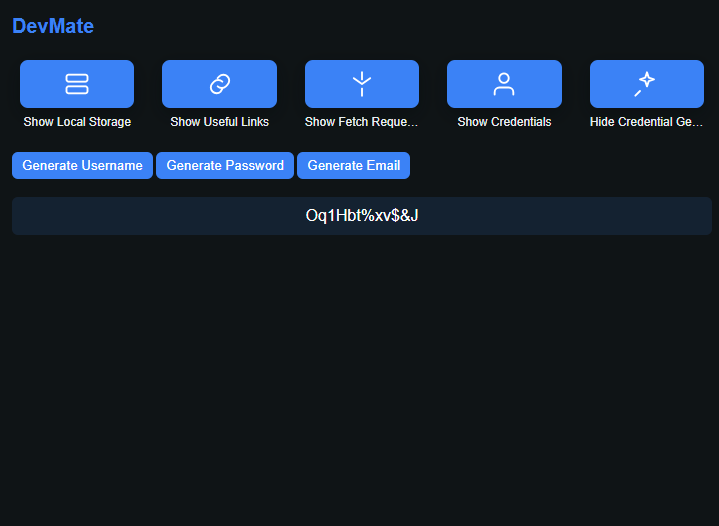 DevMate
Show Local Storage Show Useful Links Show Fetch Reque... Show Credentials Hide Credential Ge...
Generate Username Generate Password Generate Email
Oq1Hbt%xv$&J